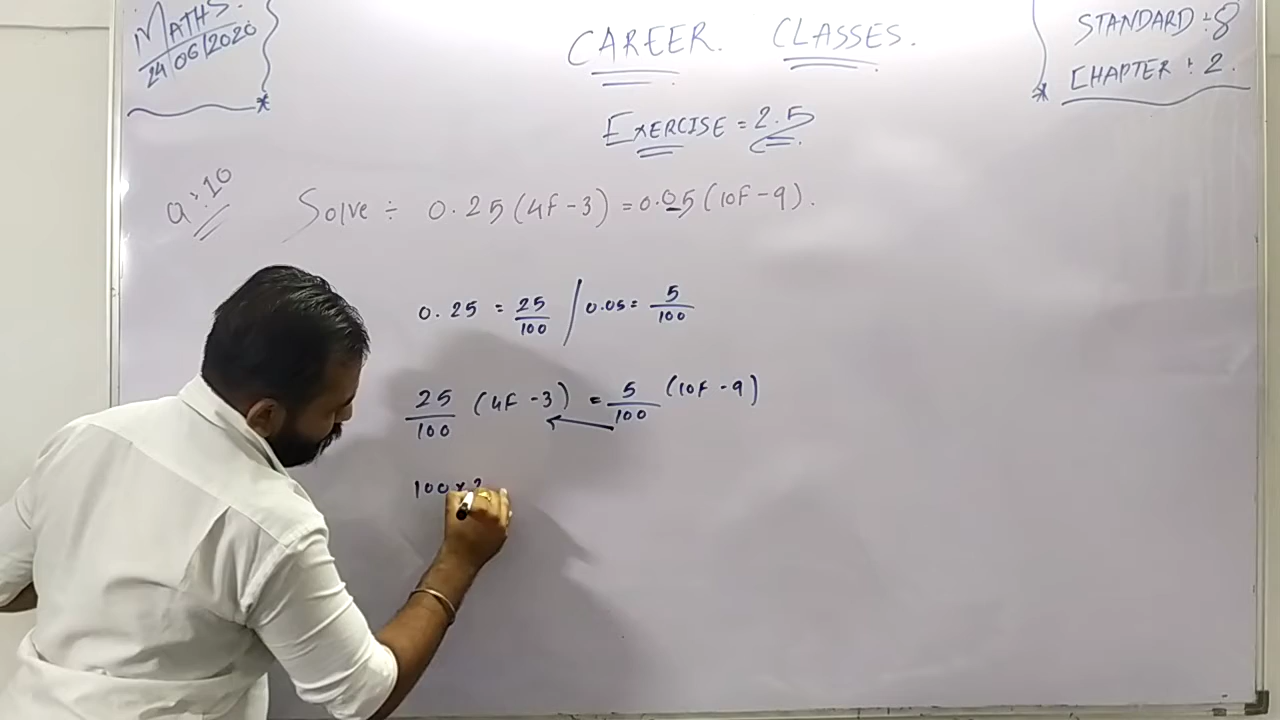 MATHS.
24/06/2020
CAREER. CLASSES.
STANDARD :- 8
CHAPTER : 2.
EXERCISE = 2.5
Q:10
Solve ÷ 0.25(4F-3) = 0.05(10F-9).
0.25 = 25/100 / 0.05 = 5/100
25/100 (4F-3) = 5/100 (10F-9)
100×2